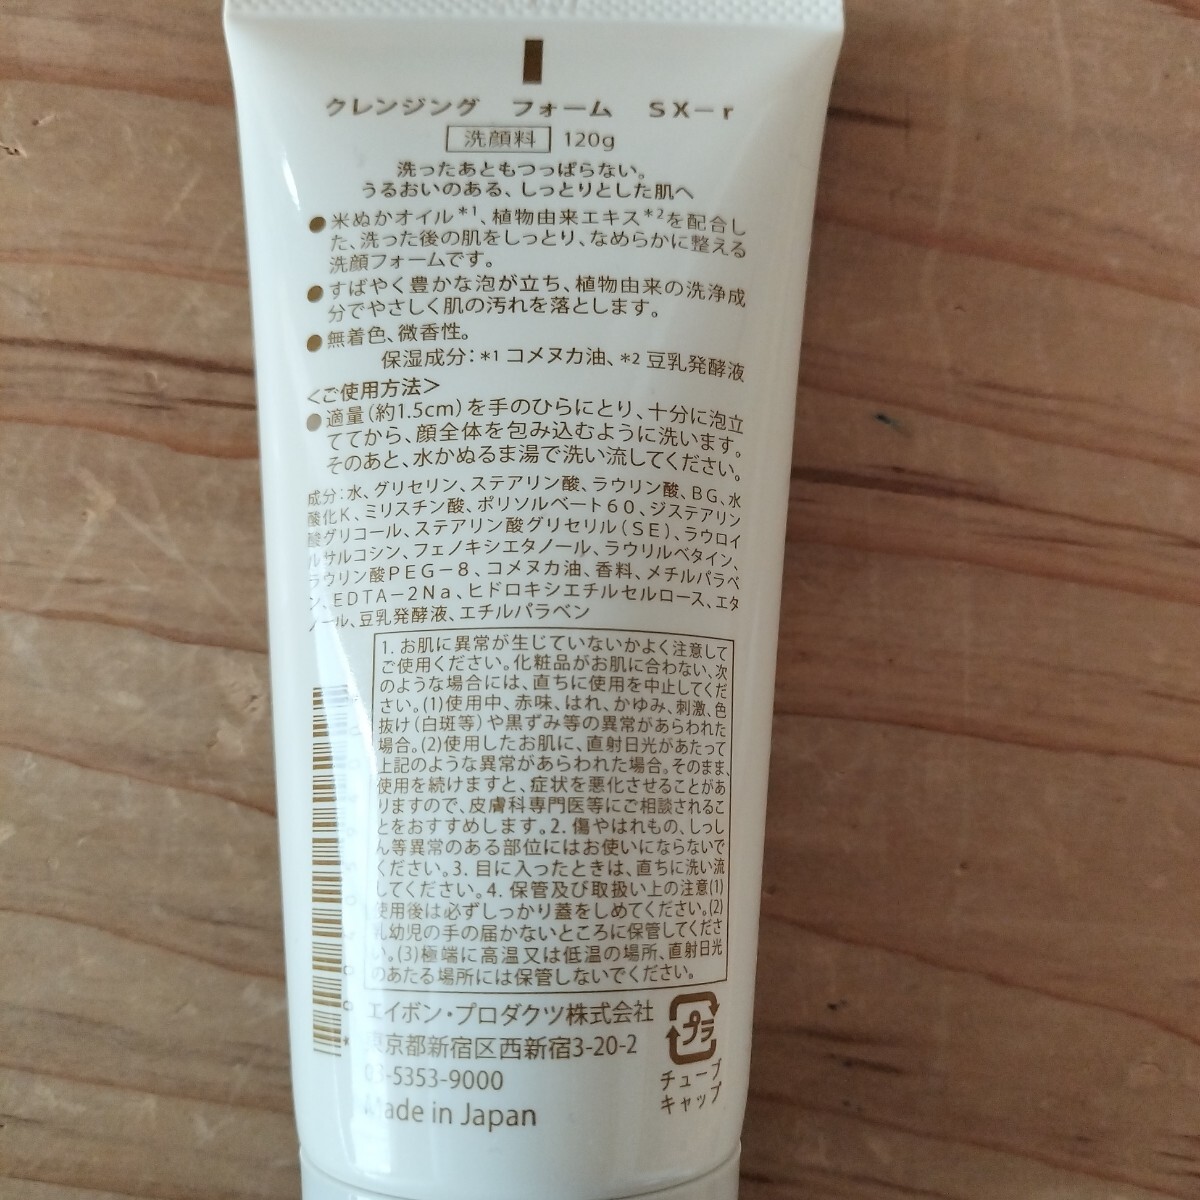 クレンジング フォーム SX－r
洗顔料 120g
洗ったあともつっぱらない。
うるおいのある、しっとりとした肌へ
●米ぬかオイル*1、植物由来エキス*2を配合し
た、洗った後の肌をしっとり、なめらかに整える
洗顔フォームです。
●すばやく豊かな泡が立ち、植物由来の洗浄成
分でやさしく肌の汚れを落とします。
●無着色、微香性。
保湿成分：*1 コメヌカ油、*2 豆乳発酵液
＜ご使用方法＞
●適量（約1.5cm）を手のひらにとり、十分に泡立
ててから、顔全体を包み込むように洗います。
そのあと、水かぬるま湯で洗い流してください。
成分：水、グリセリン、ステアリン酸、ラウリン酸、BG、水
酸化K、ミリスチン酸、ポリソルベート60、ジステアリン
酸グリコール、ステアリン酸グリセリル（SE）、ラウロイ
ルサルコシン、フェノキシエタノール、ラウリルベタイン、
ラウリン酸PEG－8、コメヌカ油、香料、メチルパラベ
ン、EDTA－2Na、ヒドロキシエチルセルロース、エタ
ノール、豆乳発酵液、エチルパラベン
1. お肌に異常が生じていないかよく注意して
ご使用ください。化粧品がお肌に合わない、次
のような場合には、直ちに使用を中止してくだ
さい。(1)使用中、赤味、はれ、かゆみ、刺激、色
抜け（白斑等）や黒ずみ等の異常があらわれた
場合。(2)使用したお肌に、直射日光があたって
上記のような異常があらわれた場合。そのまま、
使用を続けますと、症状を悪化させることがあ
りますので、皮膚科専門医等にご相談されるこ
とをおすすめします。2. 傷やはれもの、しっし
ん等異常のある部位にはお使いにならないで
ください。3. 目に入ったときは、直ちに洗い流
してください。4. 保管及び取扱い上の注意(1)
使用後は必ずしっかり蓋をしめてください。(2)
乳幼児の手の届かないところに保管してくださ
い。(3)極端に高温又は低温の場所、直射日光
のあたる場所には保管しないでください。
エイボン・プロダクツ株式会社
東京都新宿区西新宿3-20-2
03-5353-9000
Made in Japan
プラ
チューブ
キャップ